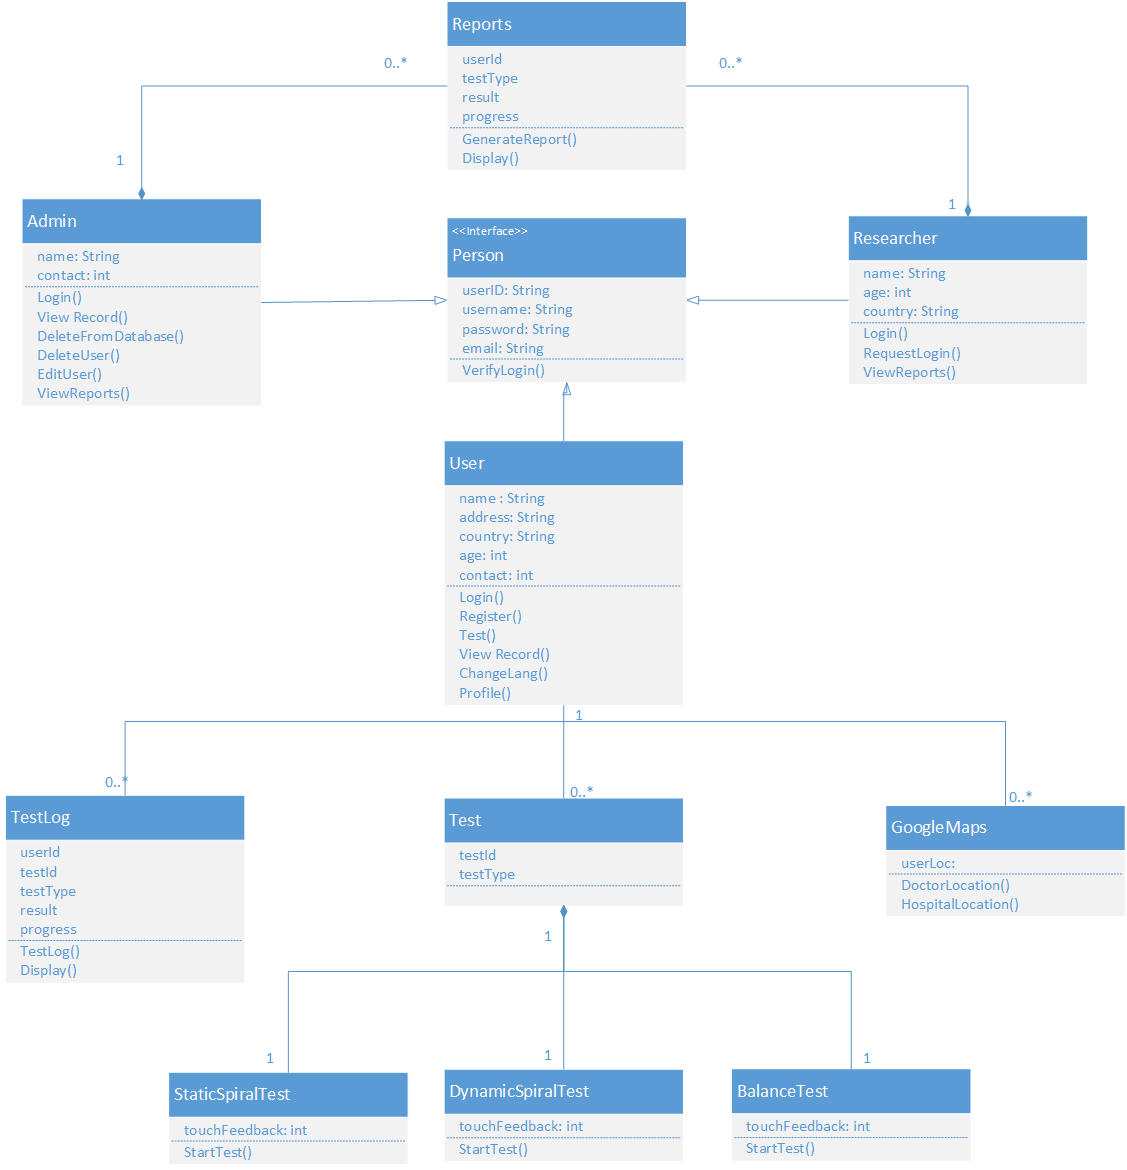 Reports
userId
testType
result
progress
GenerateReport()
Display()
0..*
0..*
1
1
Admin
name: String
contact: int
Login()
View Record()
DeleteFromDatabase()
DeleteUser()
EditUser()
ViewReports()
<<Interface>>
Person
userID: String
username: String
password: String
email: String
VerifyLogin()
Researcher
name: String
age: int
country: String
Login()
RequestLogin()
ViewReports()
User
name : String
address: String
country: String
age: int
contact: int
Login()
Register()
Test()
View Record()
ChangeLang()
Profile()
1
0..*
0..*
0..*
TestLog
userId
testId
testType
result
progress
TestLog()
Display()
Test
testId
testType
GoogleMaps
userLoc:
DoctorLocation()
HospitalLocation()
1
1
1
1
StaticSpiralTest
touchFeedback: int
StartTest()
DynamicSpiralTest
touchFeedback: int
StartTest()
BalanceTest
touchFeedback: int
StartTest()